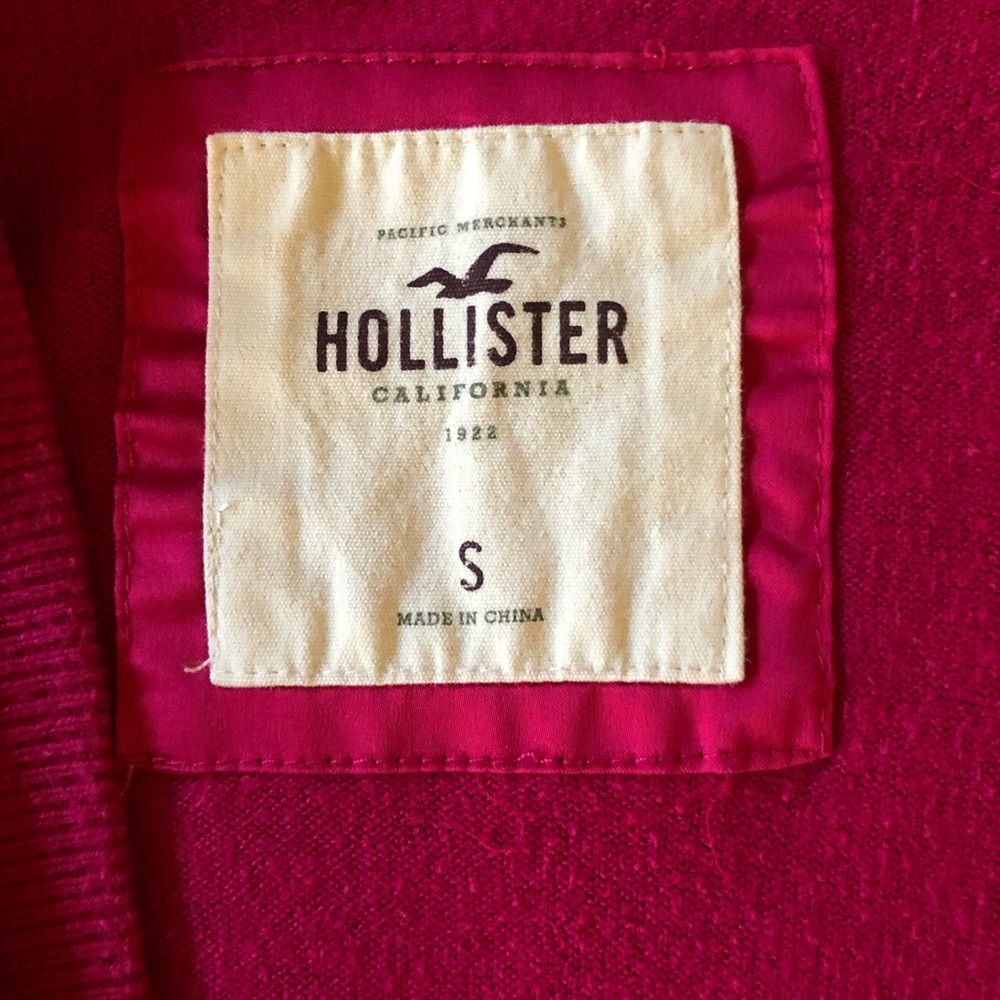 PACIFIC MERCHANTS
HOLLISTER
CALIFORNIA
1922
S
MADE IN CHINA